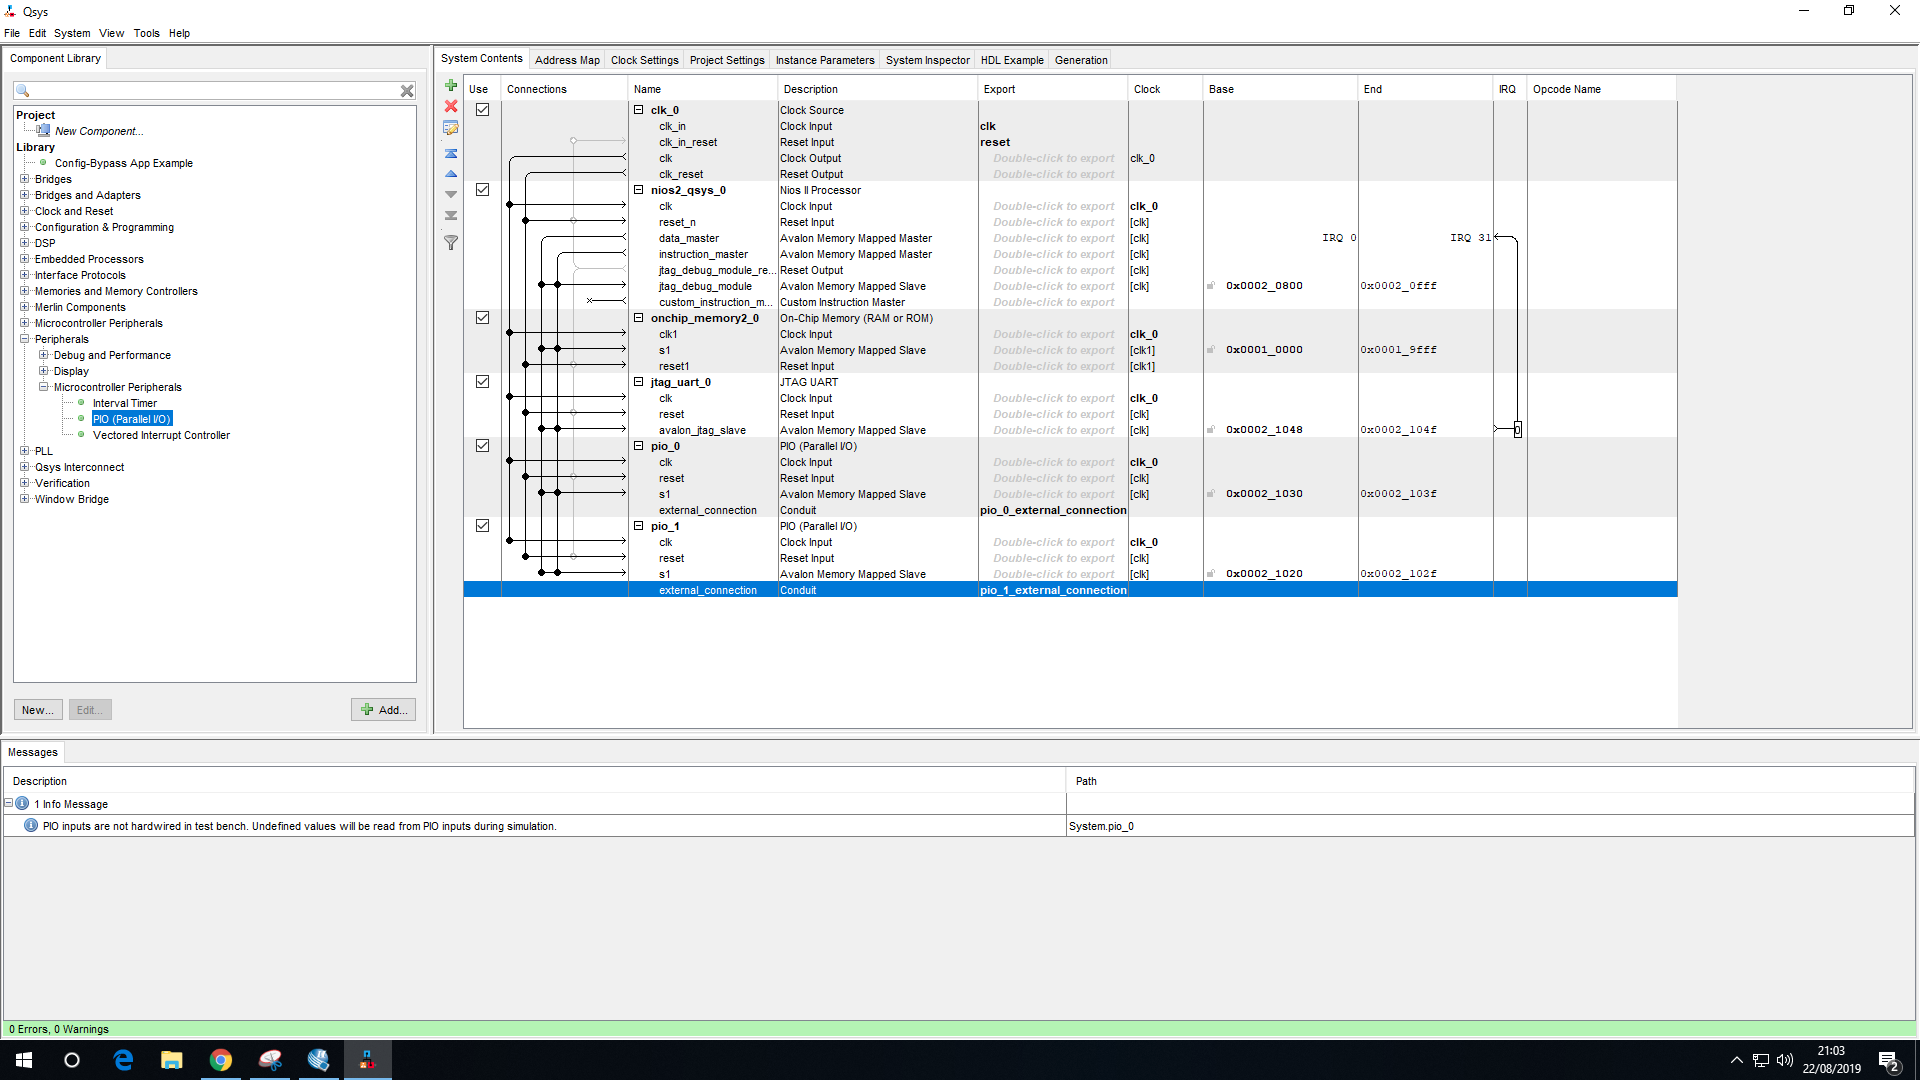 Qsys
File Edit System View Tools Help
Component Library
Project
New Component...
Library
Config-Bypass App Example
Bridges
Bridges and Adapters
Clock and Reset
Configuration & Programming
DSP
Embedded Processors
Interface Protocols
Memories and Memory Controllers
Merlin Components
Microcontroller Peripherals
Peripherals
Debug and Performance
Display
Microcontroller Peripherals
Interval Timer
PIO (Parallel I/O)
Vectored Interrupt Controller
PLL
Qsys Interconnect
Verification
Window Bridge
New... Edit... Add...
System Contents Address Map Clock Settings Project Settings Instance Parameters System Inspector HDL Example Generation
Use Connections Name Description Export Clock Base End IRQ Opcode Name
clk_0 Clock Source
clk_in Clock Input clk
clk_in_reset Reset Input reset
clk Clock Output Double-click to export clk_0
clk_reset Reset Output Double-click to export
nios2_qsys_0 Nios II Processor
clk Clock Input Double-click to export clk_0
reset_n Reset Input Double-click to export [clk]
data_master Avalon Memory Mapped Master Double-click to export [clk] IRQ 0 IRQ 31
instruction_master Avalon Memory Mapped Master Double-click to export [clk]
jtag_debug_module_re... Reset Output Double-click to export [clk]
jtag_debug_module Avalon Memory Mapped Slave Double-click to export [clk] 0x0002_0800 0x0002_0fff
custom_instruction_m... Custom Instruction Master Double-click to export
onchip_memory2_0 On-Chip Memory (RAM or ROM)
clk1 Clock Input Double-click to export clk_0
s1 Avalon Memory Mapped Slave Double-click to export [clk1] 0x0001_0000 0x0001_9fff
reset1 Reset Input Double-click to export [clk1]
jtag_uart_0 JTAG UART
clk Clock Input Double-click to export clk_0
reset Reset Input Double-click to export [clk]
avalon_jtag_slave Avalon Memory Mapped Slave Double-click to export [clk] 0x0002_1048 0x0002_104f 0
pio_0 PIO (Parallel I/O)
clk Clock Input Double-click to export clk_0
reset Reset Input Double-click to export [clk]
s1 Avalon Memory Mapped Slave Double-click to export [clk] 0x0002_1030 0x0002_103f
external_connection Conduit pio_0_external_connection
pio_1 PIO (Parallel I/O)
clk Clock Input Double-click to export clk_0
reset Reset Input Double-click to export [clk]
s1 Avalon Memory Mapped Slave Double-click to export [clk] 0x0002_1020 0x0002_102f
external_connection Conduit pio_1_external_connection
Messages
Description Path
1 Info Message
PIO inputs are not hardwired in test bench. Undefined values will be read from PIO inputs during simulation. System.pio_0
0 Errors, 0 Warnings
21:03
22/08/2019
2